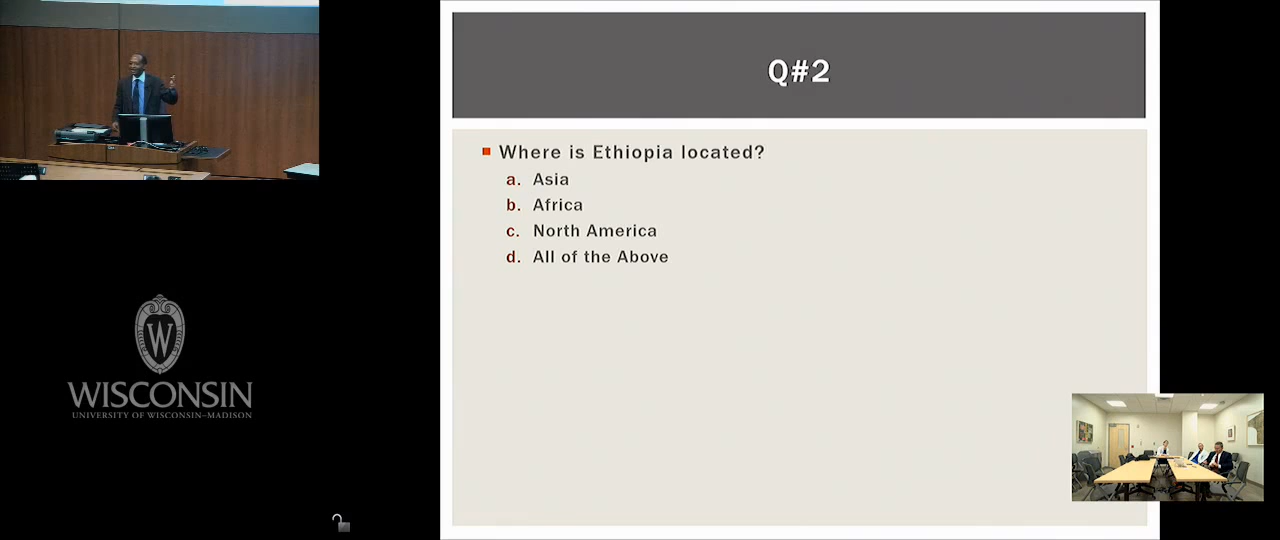 Q#2
Where is Ethiopia located?
a. Asia
b. Africa
c. North America
d. All of the Above
W
WISCONSIN
UNIVERSITY OF WISCONSIN–MADISON